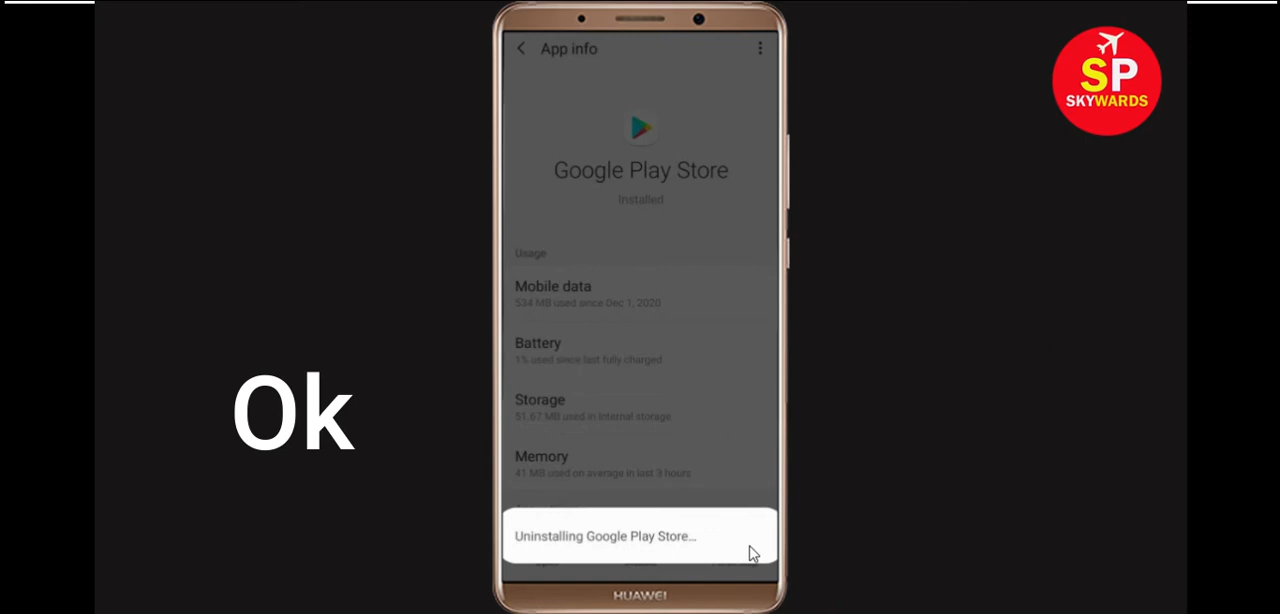 App info
SP
SKYWARDS
Google Play Store
Installed
Usage
Mobile data
534 MB used since Dec 1, 2020
Battery
1% used since last fully charged
Storage
51.67 MB used in Internal storage
Ok
Memory
41 MB used on average in last 3 hours
Uninstalling Google Play Store...
HUAWEI